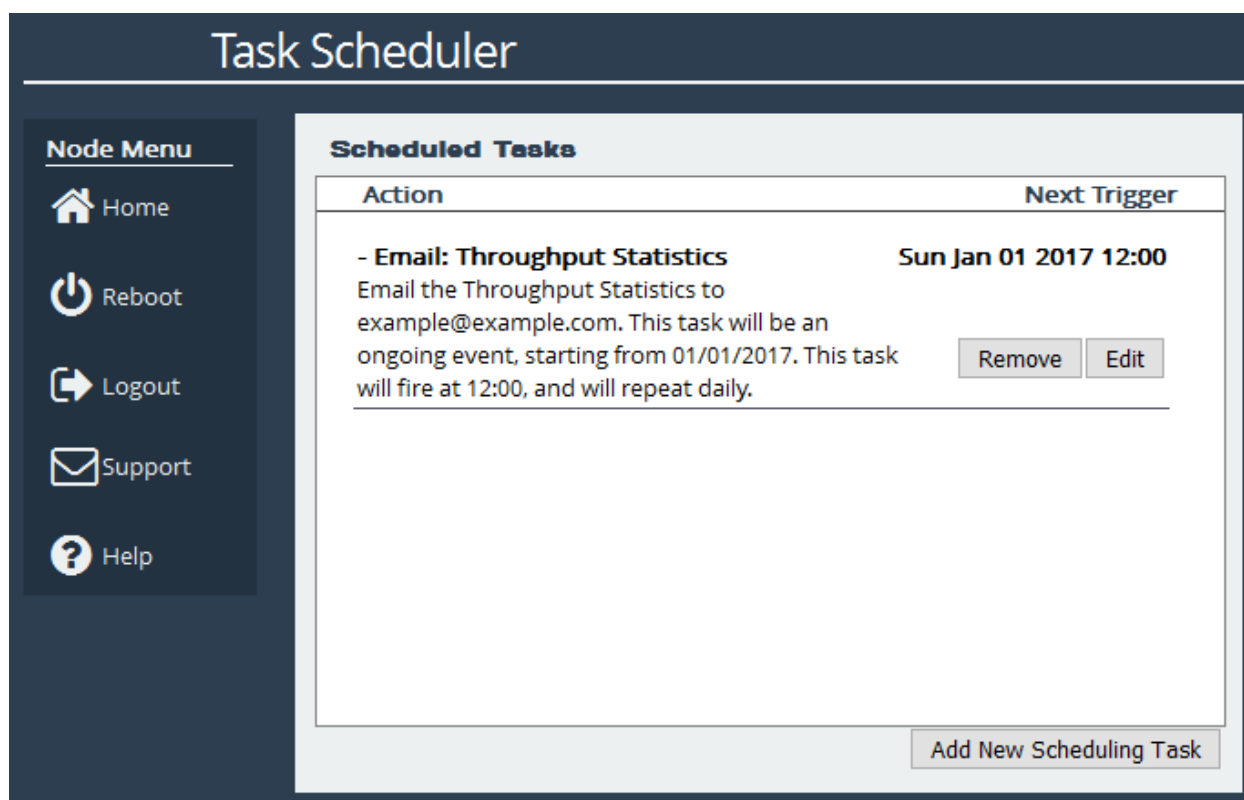 Task Scheduler
Node Menu
Home
Reboot
Logout
Support
Help
Scheduled Tasks
Action Next Trigger
- Email: Throughput Statistics Sun Jan 01 2017 12:00
Email the Throughput Statistics to
example@example.com. This task will be an
ongoing event, starting from 01/01/2017. This task
will fire at 12:00, and will repeat daily.
Remove Edit
Add New Scheduling Task